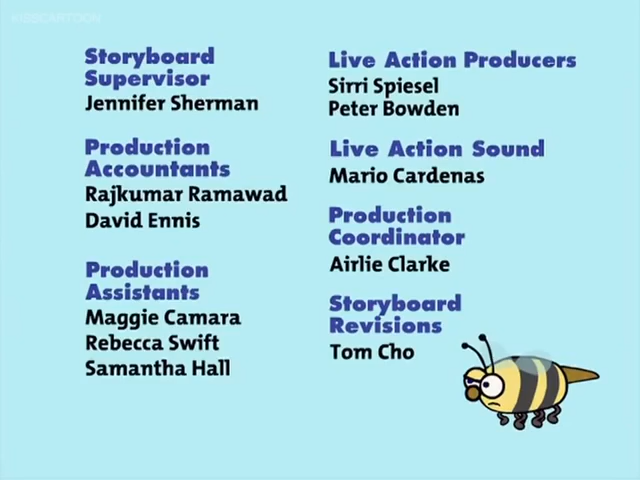 KISSCARTOON
Storyboard
Supervisor
Jennifer Sherman
Production
Accountants
Rajkumar Ramawad
David Ennis
Production
Assistants
Maggie Camara
Rebecca Swift
Samantha Hall
Live Action Producers
Sirri Spiesel
Peter Bowden
Live Action Sound
Mario Cardenas
Production
Coordinator
Airlie Clarke
Storyboard
Revisions
Tom Cho